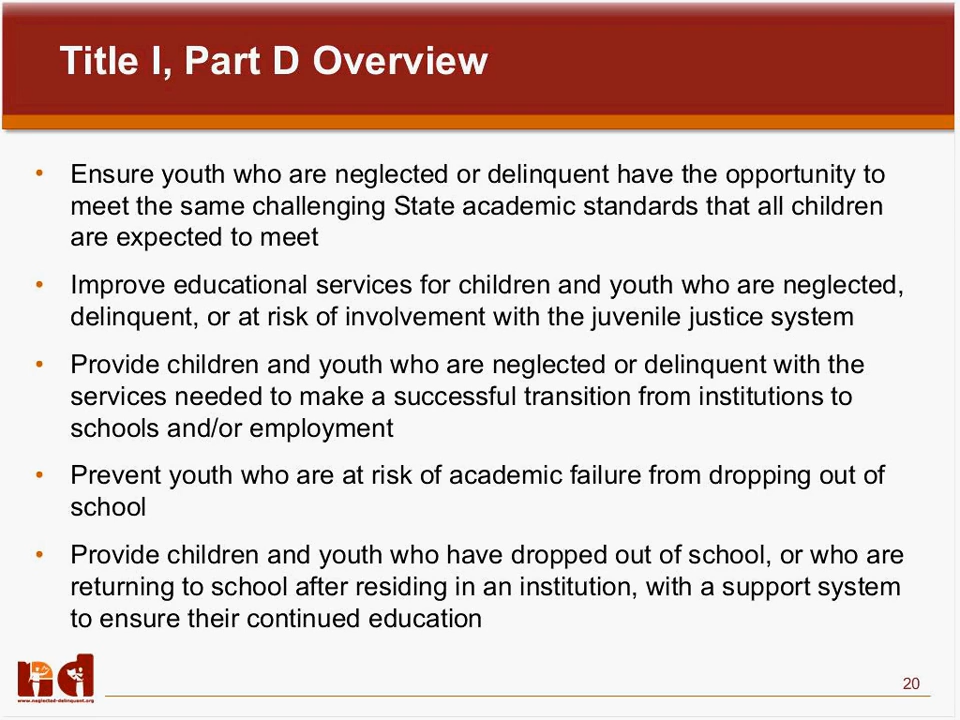 Title I, Part D Overview
• Ensure youth who are neglected or delinquent have the opportunity to
meet the same challenging State academic standards that all children
are expected to meet
• Improve educational services for children and youth who are neglected,
delinquent, or at risk of involvement with the juvenile justice system
• Provide children and youth who are neglected or delinquent with the
services needed to make a successful transition from institutions to
schools and/or employment
• Prevent youth who are at risk of academic failure from dropping out of
school
• Provide children and youth who have dropped out of school, or who are
returning to school after residing in an institution, with a support system
to ensure their continued education
nd
www.neglected-delinquent.org
20